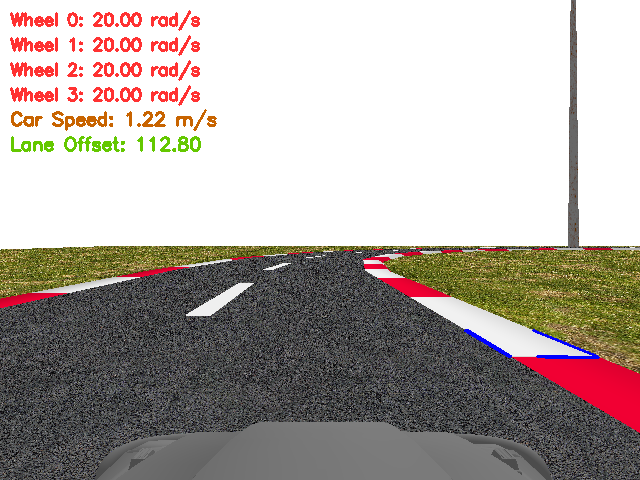 Wheel 0: 20.00 rad/s
Wheel 1: 20.00 rad/s
Wheel 2: 20.00 rad/s
Wheel 3: 20.00 rad/s
Car Speed: 1.22 m/s
Lane Offset: 112.80